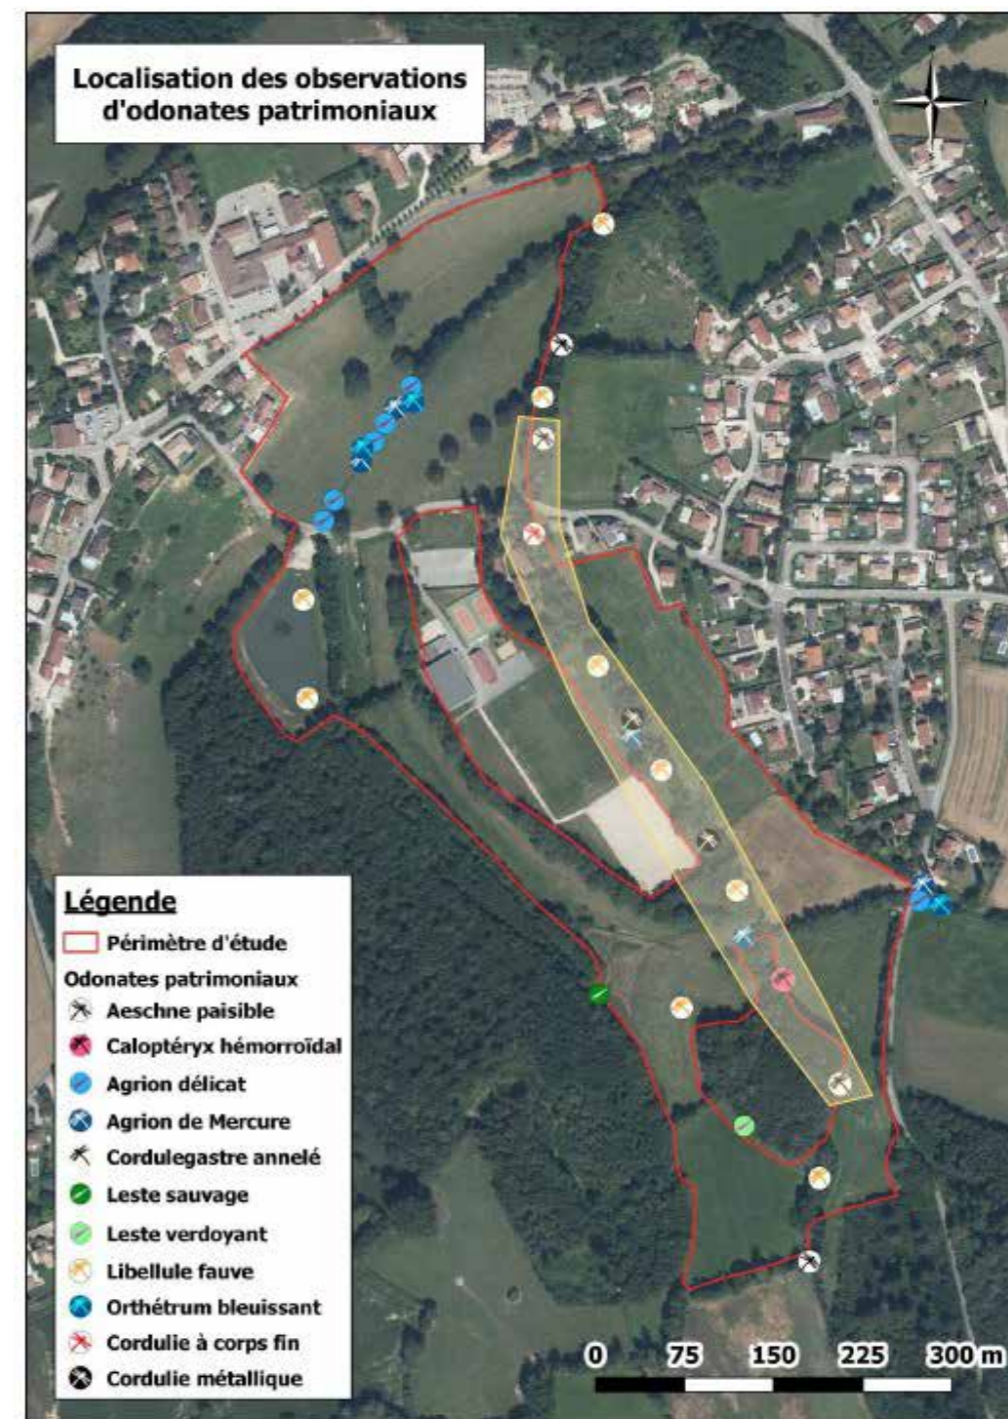 Localisation des observations
d'odonates patrimoniaux
Légende
Périmètre d'étude
Odonates patrimoniaux
Aeschne paisible
Caloptéryx hémorroïdal
Agrion délicat
Agrion de Mercure
Cordulegastre annelé
Leste sauvage
Leste verdoyant
Libellule fauve
Orthétrum bleuissant
Cordulie à corps fin
Cordulie métallique
0 75 150 225 300 m